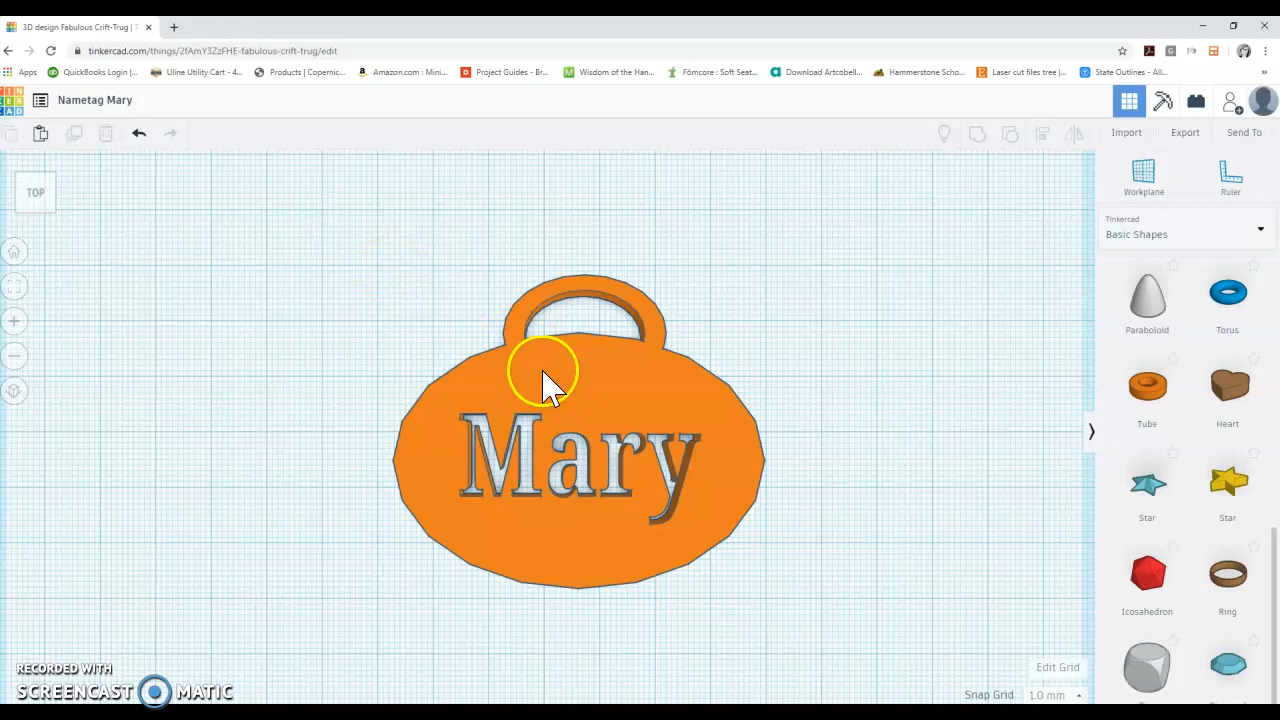 3D design Fabulous Crift-Trug | T
tinkercad.com/things/2fAmY3ZzFHE-fabulous-crift-trug/edit
Apps QuickBooks Login |... Uline Utility Cart - 4... Products | Copernic... Amazon.com : Mini... Project Guides - Br... Wisdom of the Han... Fōmcore : Soft Seat... Download Artcobell... Hammerstone Scho... Laser cut files tree |... State Outlines - All... »
TIN
KER
CAD
Nametag Mary
Import Export Send To
TOP
Workplane Ruler
Tinkercad
Basic Shapes
Paraboloid Torus
Tube Heart
Mary
Star Star
Icosahedron Ring
RECORDED WITH
SCREENCAST MATIC
Edit Grid
Snap Grid 1.0 mm